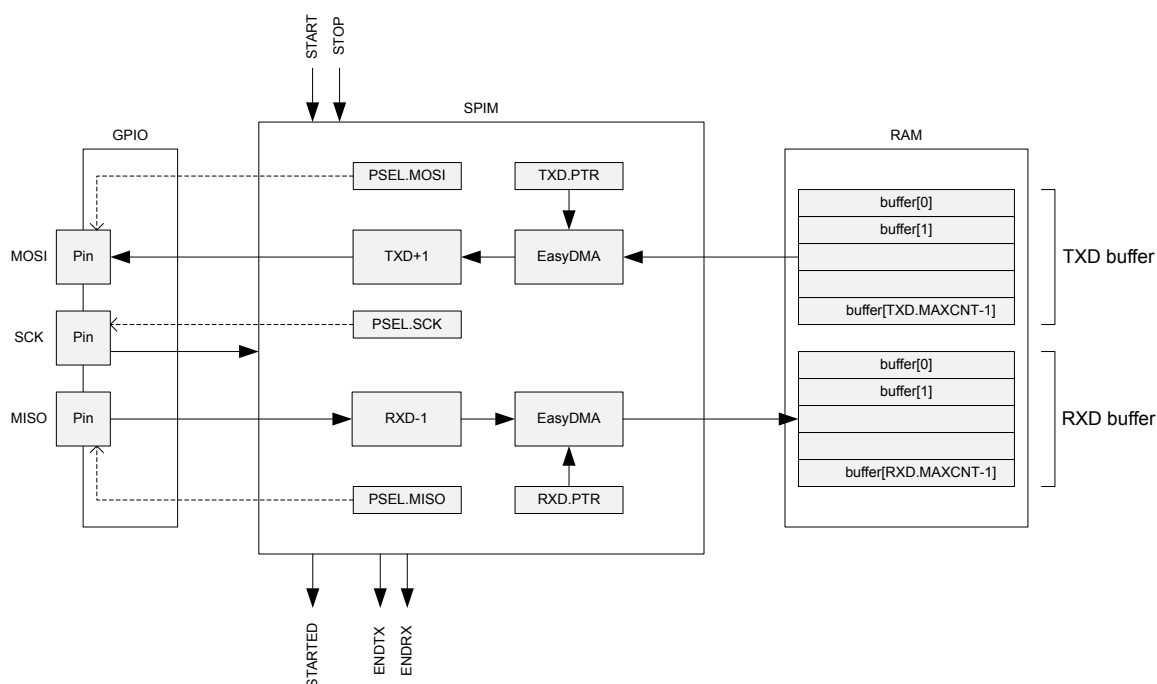 START
STOP
SPIM
GPIO
RAM
PSEL.MOSI
TXD.PTR
buffer[0]
buffer[1]
MOSI
Pin
TXD+1
EasyDMA
TXD buffer
buffer[TXD.MAXCNT-1]
PSEL.SCK
SCK
Pin
buffer[0]
buffer[1]
MISO
Pin
RXD-1
EasyDMA
RXD buffer
buffer[RXD.MAXCNT-1]
PSEL.MISO
RXD.PTR
STARTED
ENDTX
ENDRX